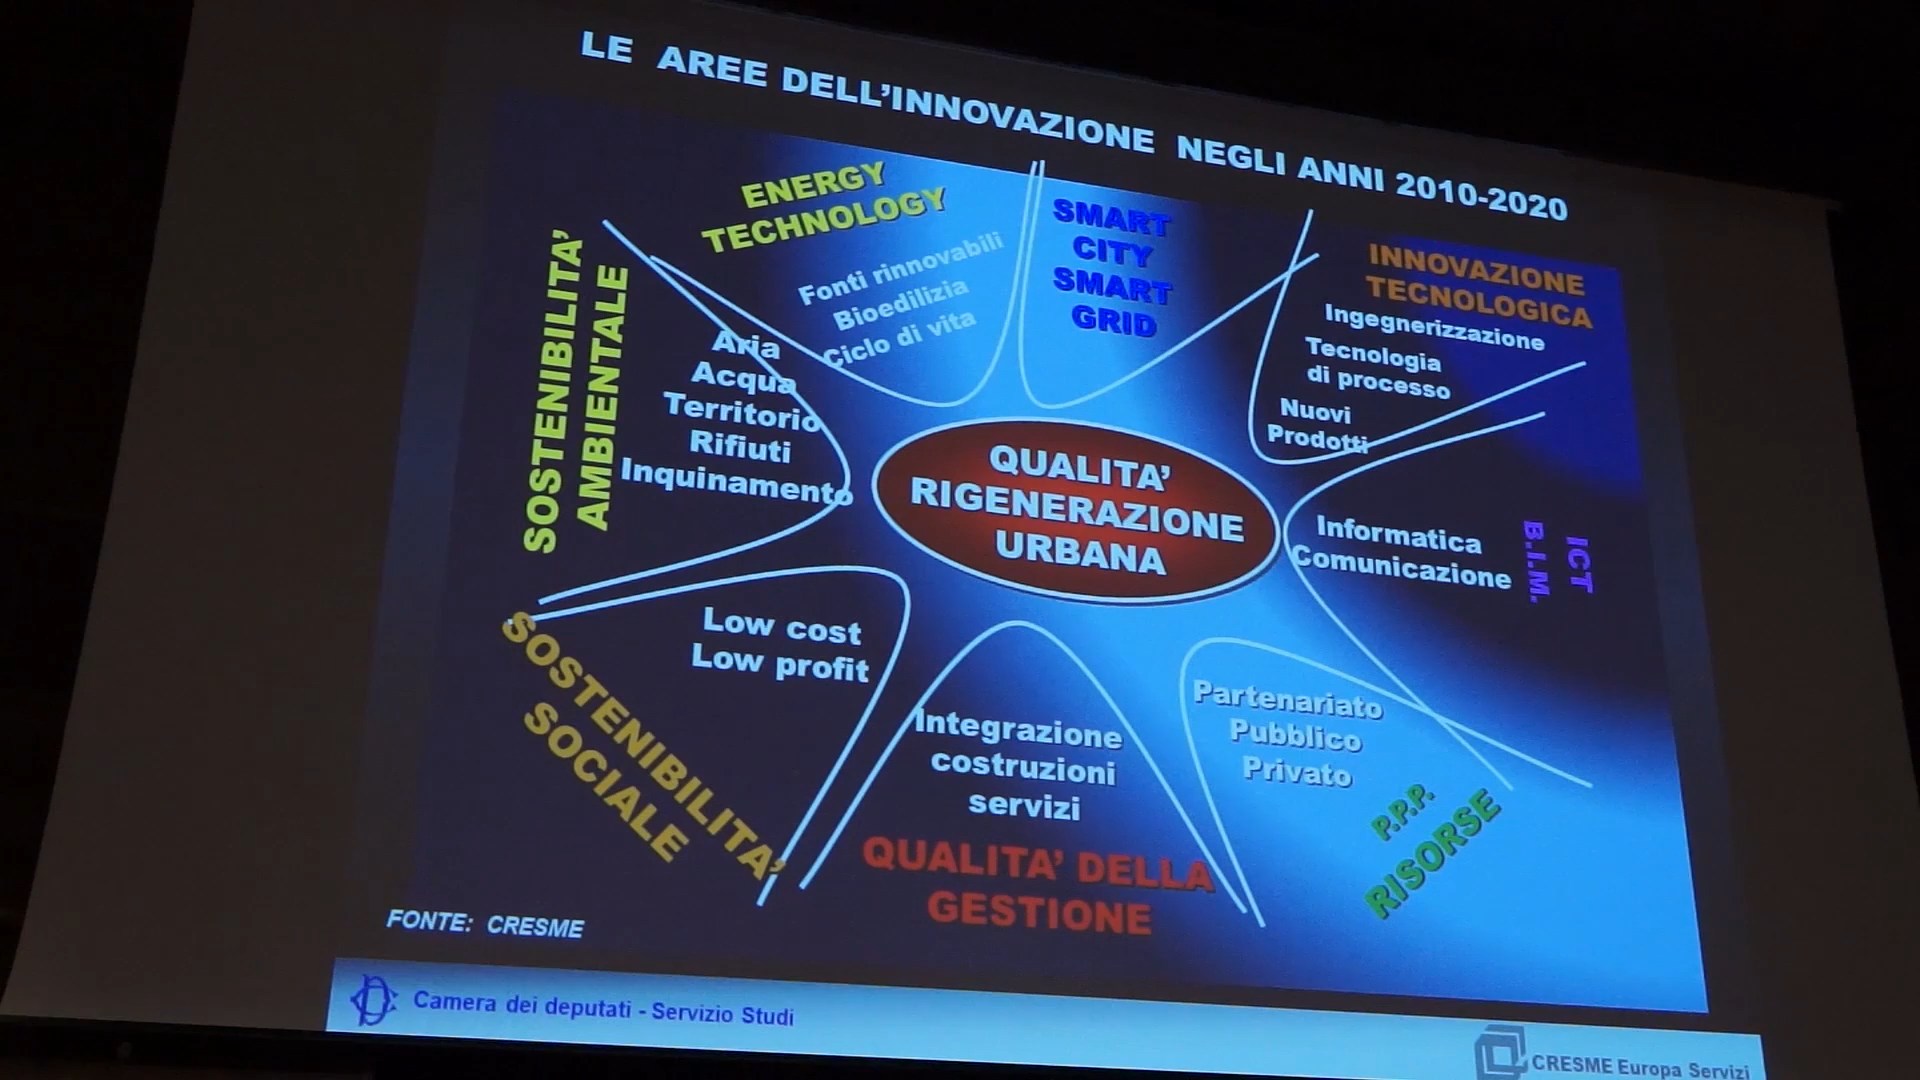 LE AREE DELL'INNOVAZIONE NEGLI ANNI 2010-2020
ENERGY
TECHNOLOGY
Fonti rinnovabili
Bioedilizia
Ciclo di vita
SMART
CITY
SMART
GRID
INNOVAZIONE
TECNOLOGICA
Ingegnerizzazione
Tecnologia
di processo
Nuovi
Prodotti
SOSTENIBILITA'
AMBIENTALE
Aria
Acqua
Territorio
Rifiuti
Inquinamento
QUALITA'
RIGENERAZIONE
URBANA
Informatica
Comunicazione
ICT
B.I.M.
Low cost
Low profit
SOSTENIBILITA'
SOCIALE
Integrazione
costruzioni
servizi
QUALITA' DELLA
GESTIONE
Partenariato
Pubblico
Privato
P.P.P.
RISORSE
FONTE: CRESME
Camera dei deputati - Servizio Studi
CRESME Europa Servizi